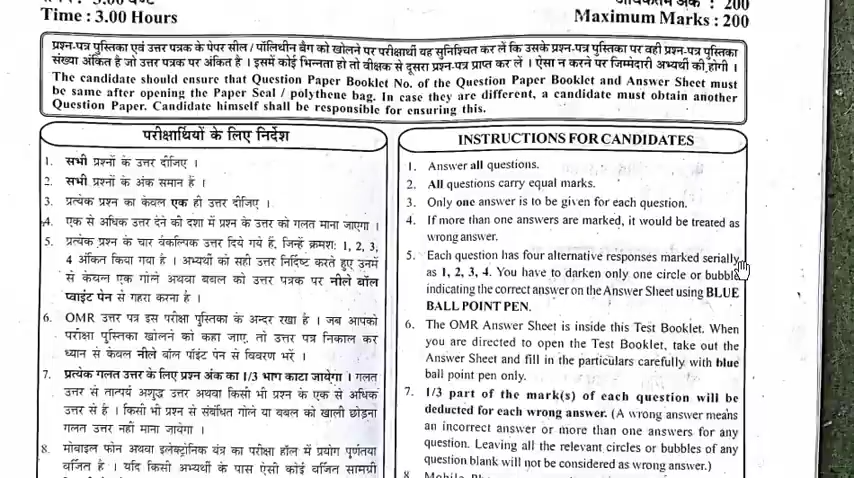 समय : 3.00 घण्टे
अधिकतम अंक : 200
Time : 3.00 Hours
Maximum Marks : 200
प्रश्न-पत्र पुस्तिका एवं उत्तर पत्रक के पेपर सील / पॉलिथीन बैग को खोलने पर परीक्षार्थी यह सुनिश्चित कर लें कि उसके प्रश्न-पत्र पुस्तिका पर वही प्रश्न-पत्र पुस्तिका
संख्या अंकित है जो उत्तर पत्रक पर अंकित है । इसमें कोई भिन्नता हो तो वीक्षक से दूसरा प्रश्न-पत्र प्राप्त कर लें । ऐसा न करने पर जिम्मेदारी अभ्यर्थी की होगी ।
The candidate should ensure that Question Paper Booklet No. of the Question Paper Booklet and Answer Sheet must
be same after opening the Paper Seal / polythene bag. In case they are different, a candidate must obtain another
Question Paper. Candidate himself shall be responsible for ensuring this.
परीक्षार्थियों के लिए निर्देश
1. सभी प्रश्नों के उत्तर दीजिए ।
2. सभी प्रश्नों के अंक समान हैं ।
3. प्रत्येक प्रश्न का केवल एक ही उत्तर दीजिए ।
4. एक से अधिक उत्तर देने की दशा में प्रश्न के उत्तर को गलत माना जाएगा ।
5. प्रत्येक प्रश्न के चार वैकल्पिक उत्तर दिये गये हैं, जिन्हें क्रमश: 1, 2, 3,
4 अंकित किया गया है । अभ्यर्थी को सही उत्तर निर्दिष्ट करते हुए उनमें
से केवल एक गोले अथवा बबल को उत्तर पत्रक पर नीले बॉल
प्वाइंट पेन से गहरा करना है ।
6. OMR उत्तर पत्र इस परीक्षा पुस्तिका के अन्दर रखा है । जब आपको
परीक्षा पुस्तिका खोलने को कहा जाए, तो उत्तर पत्र निकाल कर
ध्यान से केवल नीले बॉल पॉइंट पेन से विवरण भरें ।
7. प्रत्येक गलत उत्तर के लिए प्रश्न अंक का 1/3 भाग काटा जायेगा । गलत
उत्तर से तात्पर्य अशुद्ध उत्तर अथवा किसी भी प्रश्न के एक से अधिक
उत्तर से है । किसी भी प्रश्न से संबंधित गोले या बबल को खाली छोड़ना
गलत उत्तर नहीं माना जायेगा ।
8. मोबाइल फोन अथवा इलेक्ट्रॉनिक यंत्र का परीक्षा हॉल में प्रयोग पूर्णतया
वर्जित है । यदि किसी अभ्यर्थी के पास ऐसी कोई वर्जित सामग्री
INSTRUCTIONS FOR CANDIDATES
1. Answer all questions.
2. All questions carry equal marks.
3. Only one answer is to be given for each question.
4. If more than one answers are marked, it would be treated as
wrong answer.
5. Each question has four alternative responses marked serially
as 1, 2, 3, 4. You have to darken only one circle or bubble
indicating the correct answer on the Answer Sheet using BLUE
BALL POINT PEN.
6. The OMR Answer Sheet is inside this Test Booklet. When
you are directed to open the Test Booklet, take out the
Answer Sheet and fill in the particulars carefully with blue
ball point pen only.
7. 1/3 part of the mark(s) of each question will be
deducted for each wrong answer. (A wrong answer means
an incorrect answer or more than one answers for any
question. Leaving all the relevant circles or bubbles of any
question blank will not be considered as wrong answer.)
8.